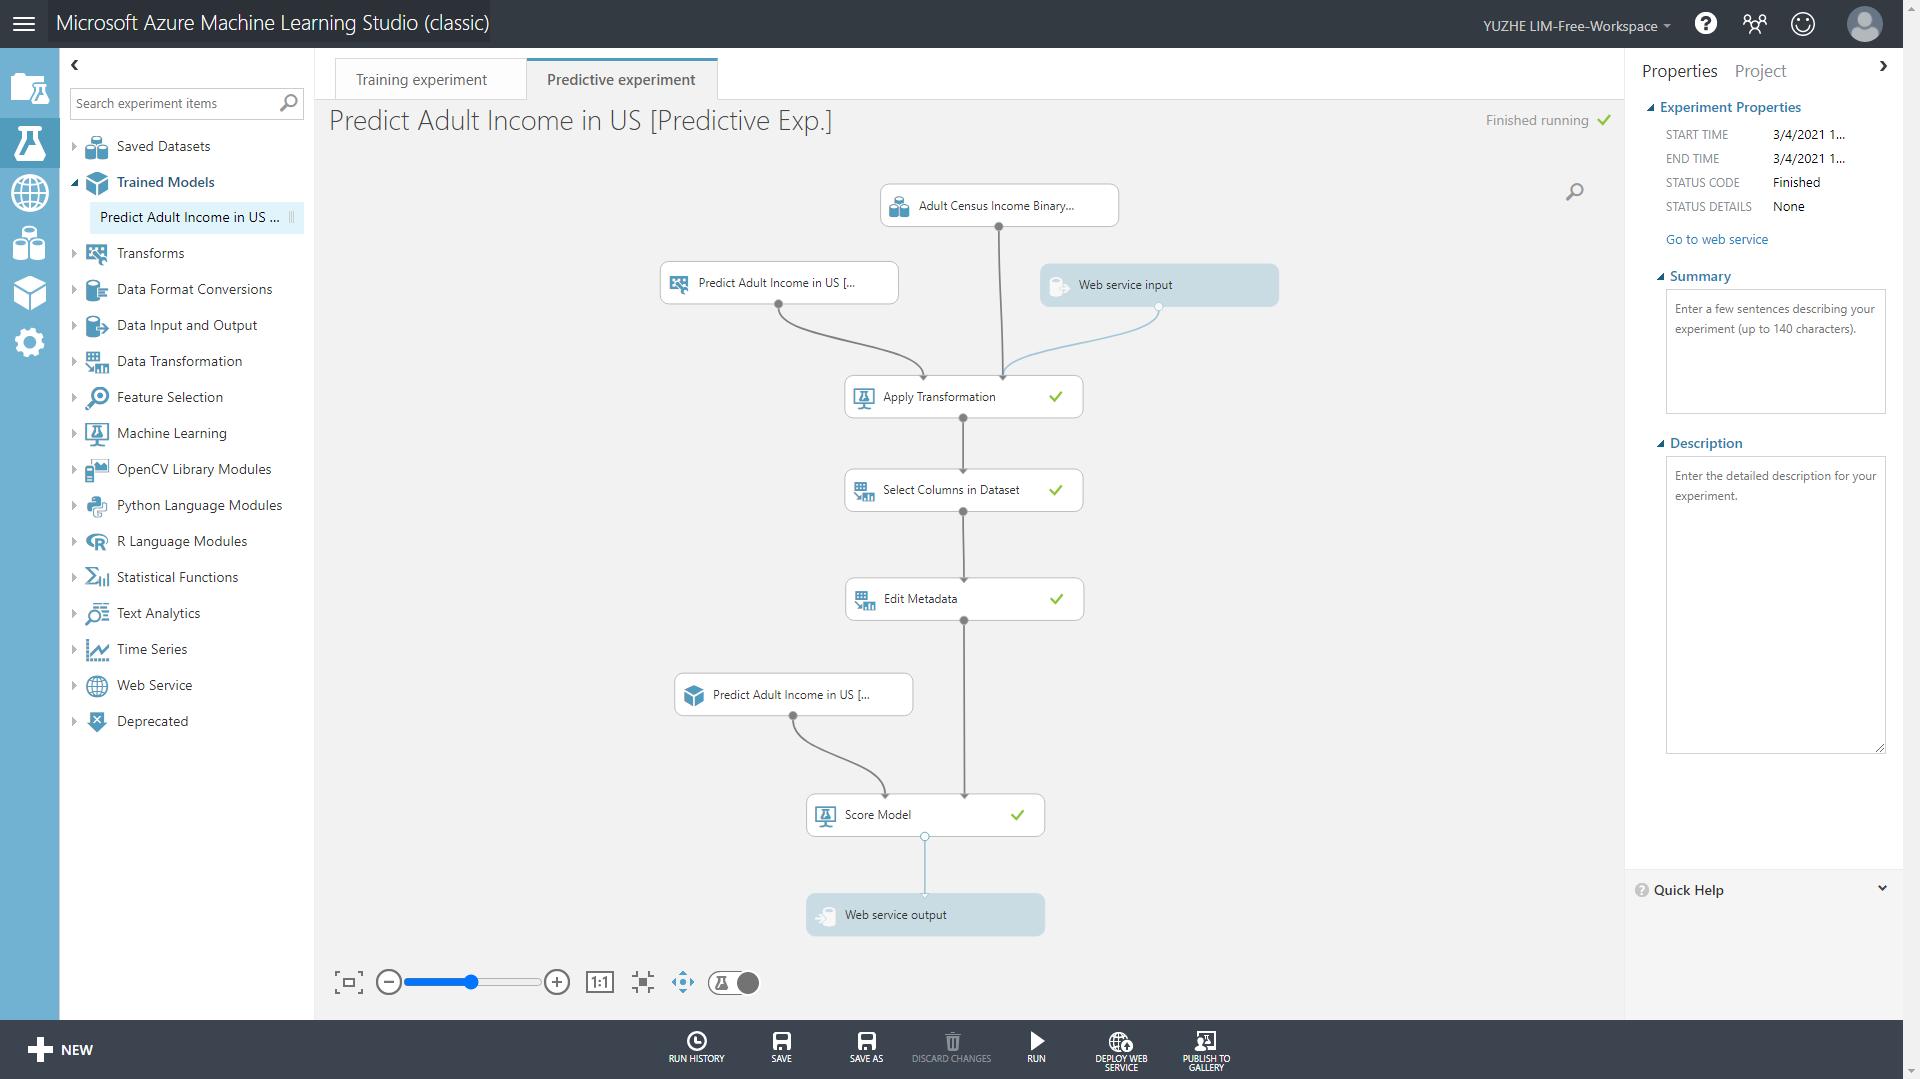 Microsoft Azure Machine Learning Studio (classic)
YUZHE LIM-Free-Workspace
?
Search experiment items
Saved Datasets
Trained Models
Predict Adult Income in US ...
Transforms
Data Format Conversions
Data Input and Output
Data Transformation
Feature Selection
Machine Learning
OpenCV Library Modules
Python Language Modules
R Language Modules
Statistical Functions
Text Analytics
Time Series
Web Service
Deprecated
Training experiment
Predictive experiment
Predict Adult Income in US [Predictive Exp.]
Finished running
Adult Census Income Binary...
Predict Adult Income in US [...
Web service input
Apply Transformation
Select Columns in Dataset
Edit Metadata
Predict Adult Income in US [...
Score Model
Web service output
1:1
Properties
Project
Experiment Properties
START TIME 3/4/2021 1...
END TIME 3/4/2021 1...
STATUS CODE Finished
STATUS DETAILS None
Go to web service
Summary
Enter a few sentences describing your
experiment (up to 140 characters).
Description
Enter the detailed description for your
experiment.
? Quick Help
NEW
RUN HISTORY
SAVE
SAVE AS
DISCARD CHANGES
RUN
DEPLOY WEB
SERVICE
PUBLISH TO
GALLERY